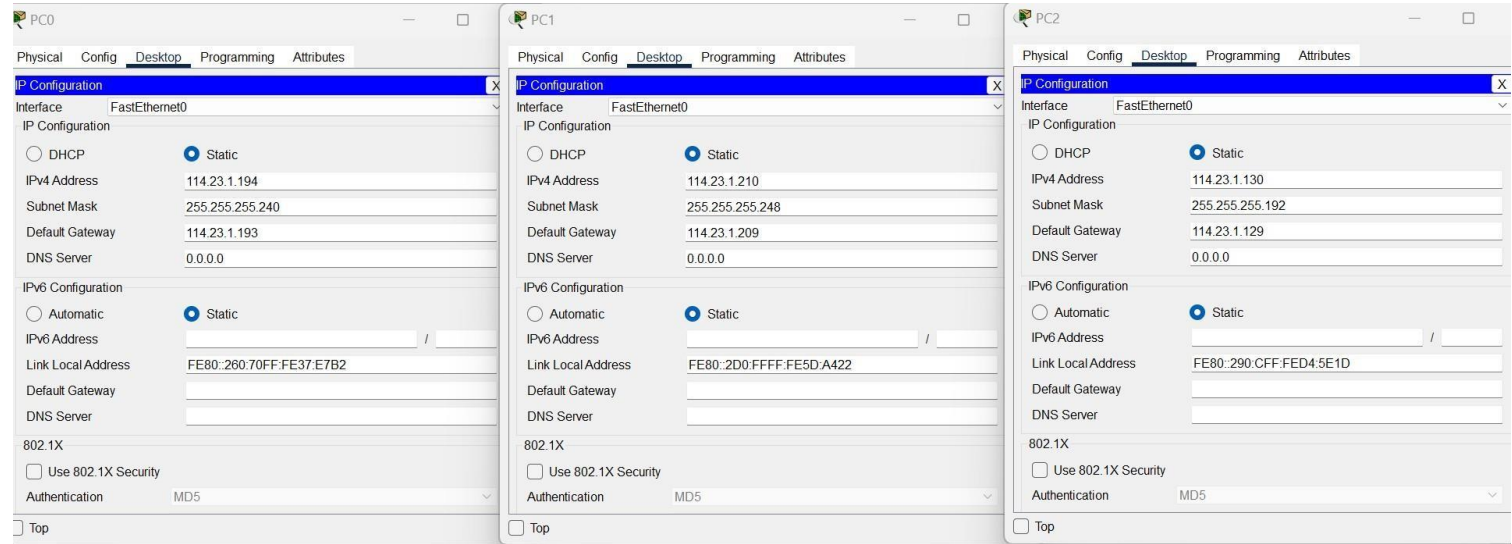 PC0
Physical Config Desktop Programming Attributes
IP Configuration X
Interface FastEthernet0
IP Configuration
DHCP Static
IPv4 Address 114.23.1.194
Subnet Mask 255.255.255.240
Default Gateway 114.23.1.193
DNS Server 0.0.0.0
IPv6 Configuration
Automatic Static
IPv6 Address /
Link Local Address FE80::260:70FF:FE37:E7B2
Default Gateway
DNS Server
802.1X
Use 802.1X Security
Authentication MD5
Top
PC1
Physical Config Desktop Programming Attributes
IP Configuration X
Interface FastEthernet0
IP Configuration
DHCP Static
IPv4 Address 114.23.1.210
Subnet Mask 255.255.255.248
Default Gateway 114.23.1.209
DNS Server 0.0.0.0
IPv6 Configuration
Automatic Static
IPv6 Address /
Link Local Address FE80::2D0:FFFF:FE5D:A422
Default Gateway
DNS Server
802.1X
Use 802.1X Security
Authentication MD5
Top
PC2
Physical Config Desktop Programming Attributes
IP Configuration X
Interface FastEthernet0
IP Configuration
DHCP Static
IPv4 Address 114.23.1.130
Subnet Mask 255.255.255.192
Default Gateway 114.23.1.129
DNS Server 0.0.0.0
IPv6 Configuration
Automatic Static
IPv6 Address /
Link Local Address FE80::290:CFF:FED4:5E1D
Default Gateway
DNS Server
802.1X
Use 802.1X Security
Authentication MD5
Top